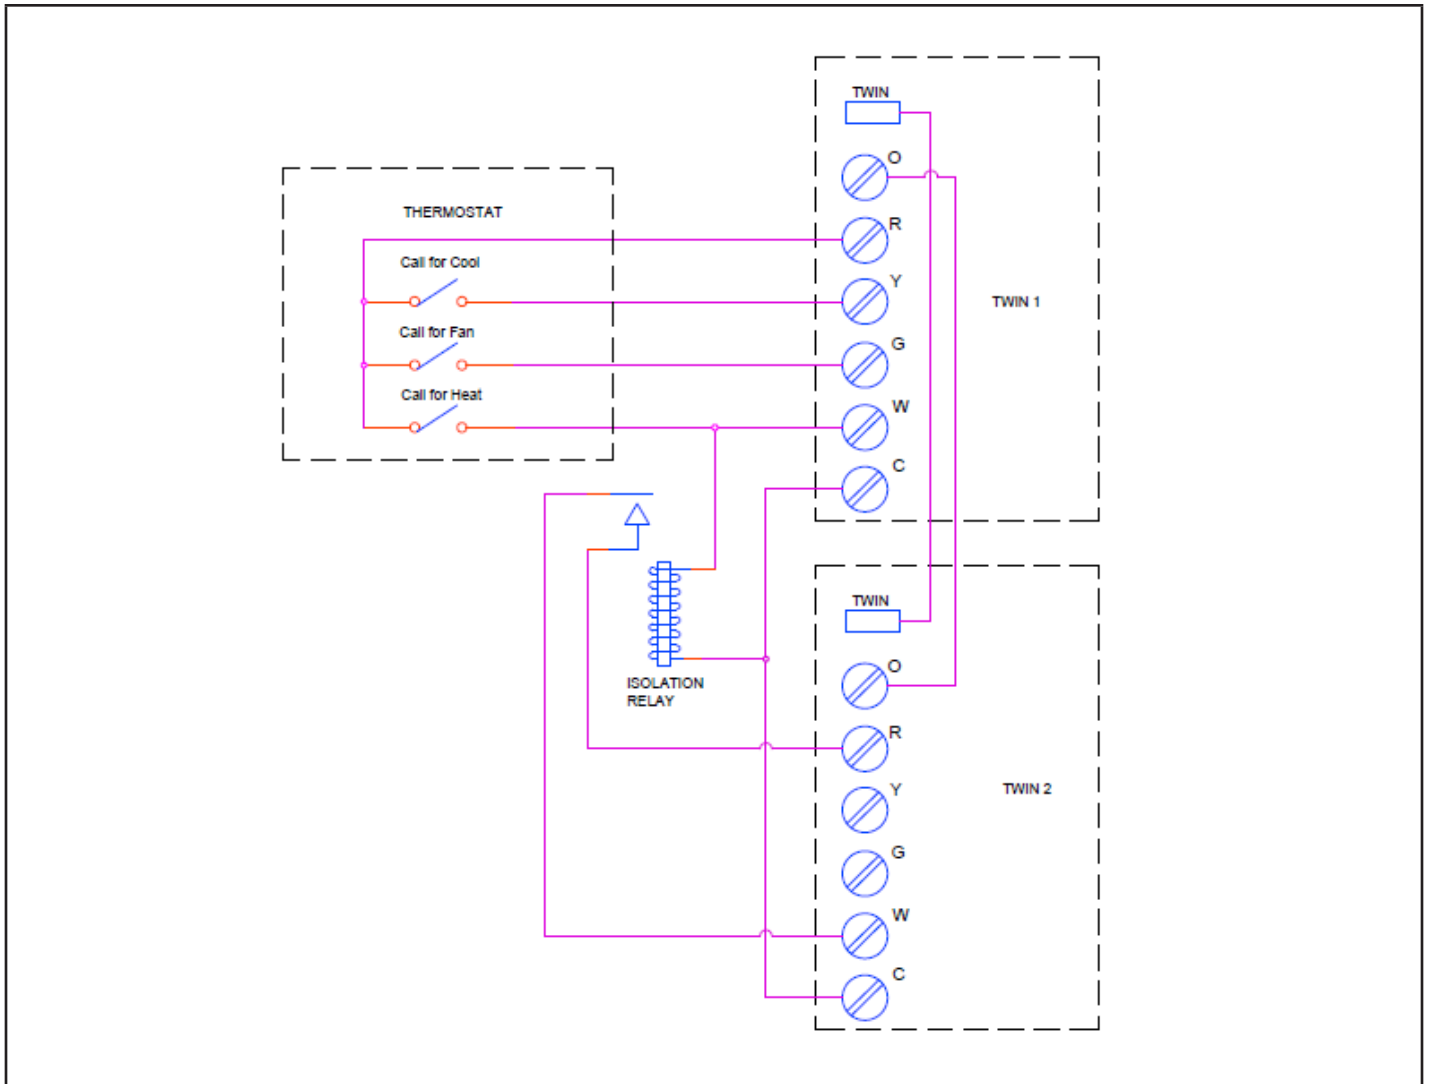 TWIN
O
THERMOSTAT
R
Call for Cool
Y
TWIN 1
Call for Fan
G
Call for Heat
W
C
TWIN
O
ISOLATION
RELAY
R
Y
TWIN 2
G
W
C